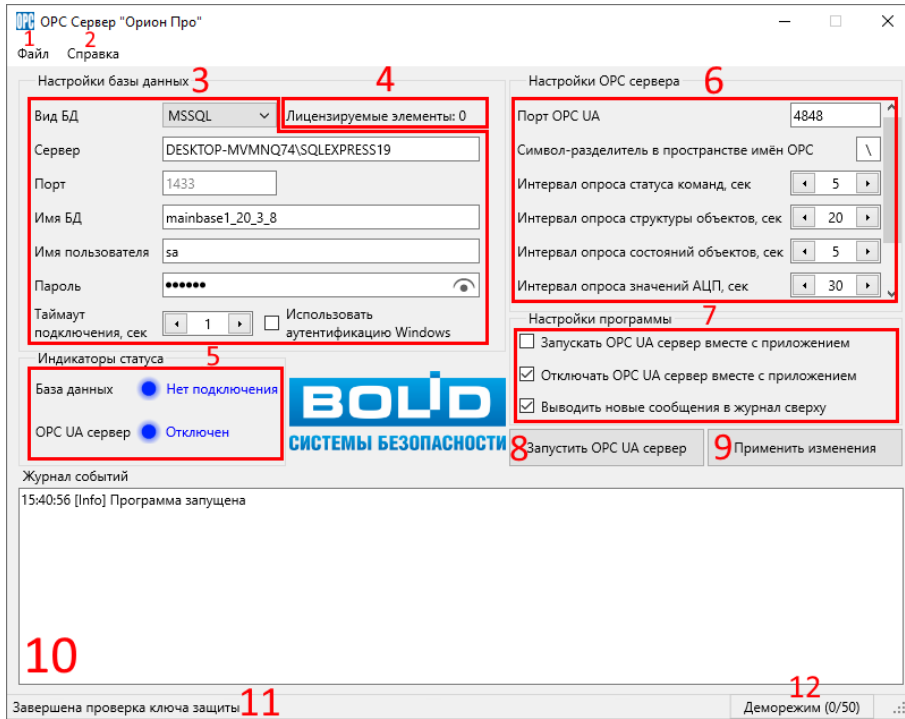 OPC OPC Сервер "Орион Про"
1 2
Файл Справка
Настройки базы данных 3 4
Вид БД MSSQL Лицензируемые элементы: 0
Сервер DESKTOP-MVMNQ74\SQLEXPRESS19
Порт 1433
Имя БД mainbase1_20_3_8
Имя пользователя sa
Пароль ●●●●●●
Таймаут подключения, сек 1
Использовать аутентификацию Windows
5
Индикаторы статуса
База данных Нет подключения
OPC UA сервер Отключен
BOLID
СИСТЕМЫ БЕЗОПАСНОСТИ
Настройки OPC сервера 6
Порт OPC UA 4848
Символ-разделитель в пространстве имён OPC \
Интервал опроса статуса команд, сек 5
Интервал опроса структуры объектов, сек 20
Интервал опроса состояний объектов, сек 5
Интервал опроса значений АЦП, сек 30
Настройки программы 7
Запускать OPC UA сервер вместе с приложением
Отключать OPC UA сервер вместе с приложением
Выводить новые сообщения в журнал сверху
8 Запустить OPC UA сервер 9 Применить изменения
Журнал событий
15:40:56 [Info] Программа запущена
10
Завершена проверка ключа защиты 11
12
Деморежим (0/50)